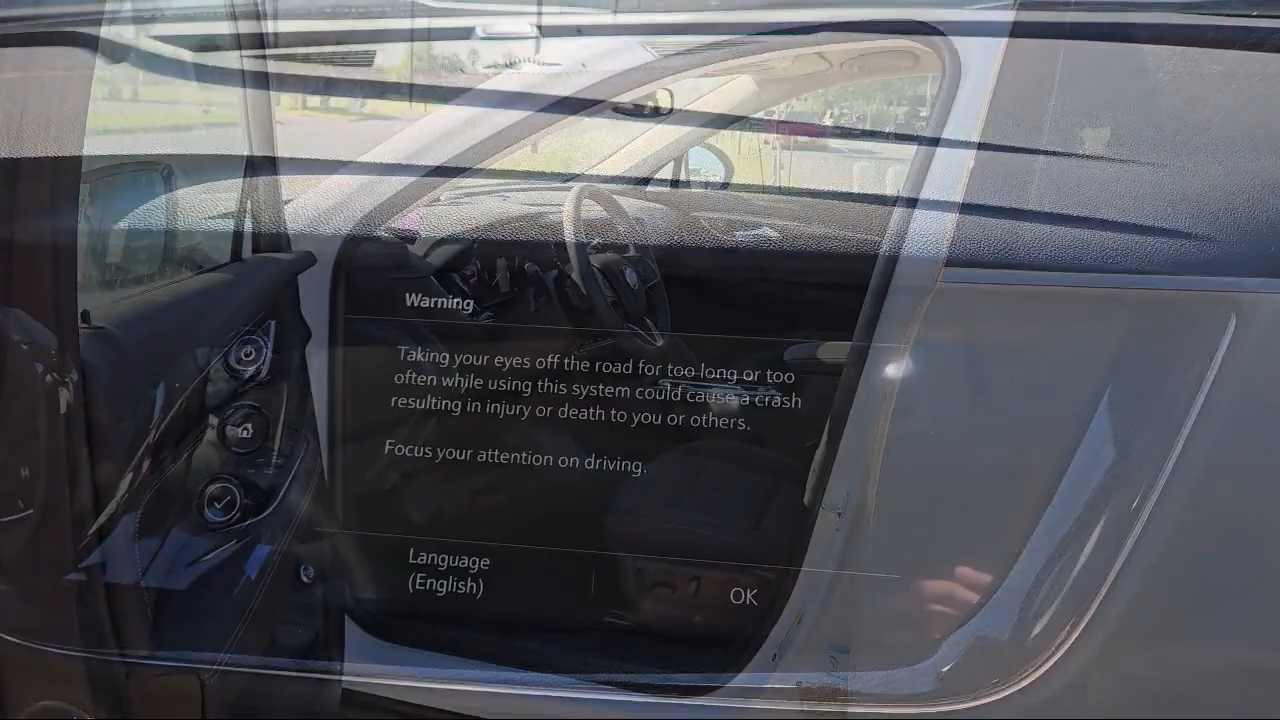 Warning
Taking your eyes off the road for too long or too
often while using this system could cause a crash
resulting in injury or death to you or others.
Focus your attention on driving.
H
Language
(English)
OK